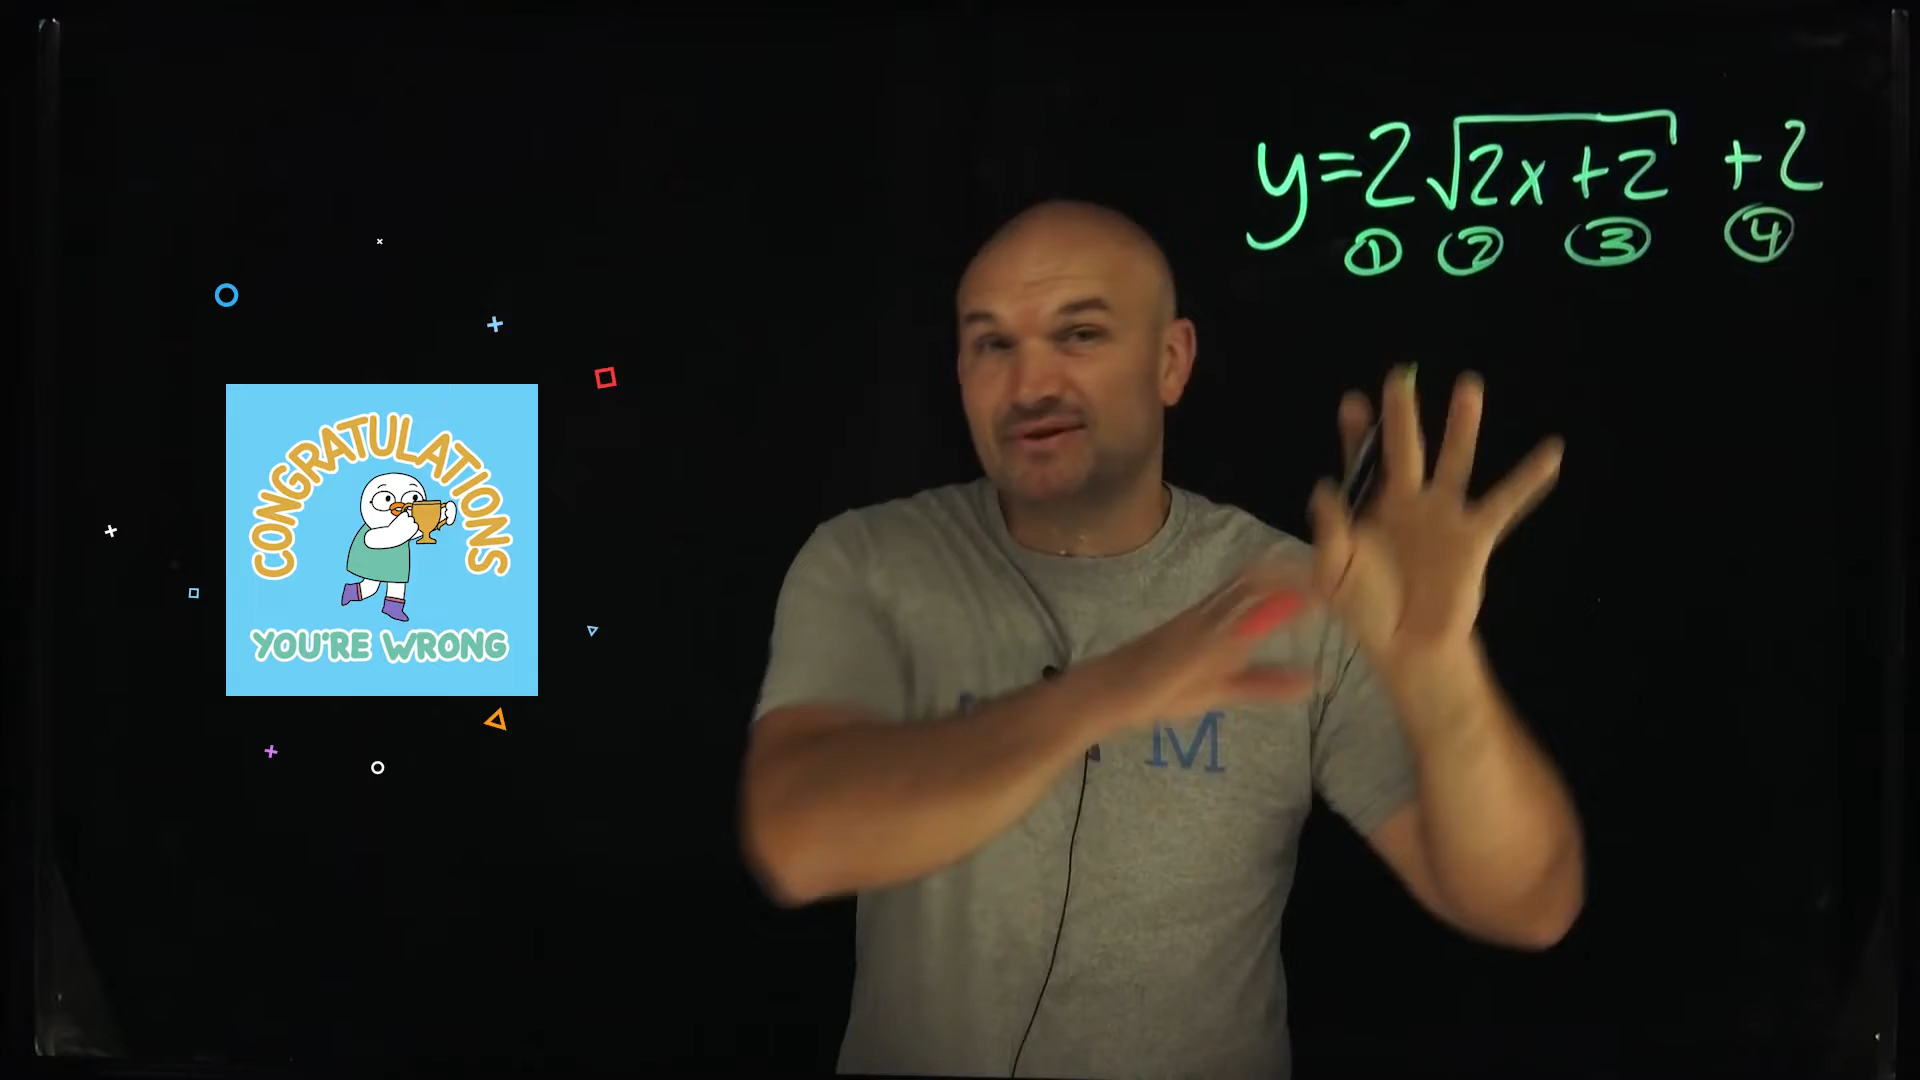 y=2√2x+2 +2
① ② ③ ④
CONGRATULATIONS
YOU'RE WRONG
M